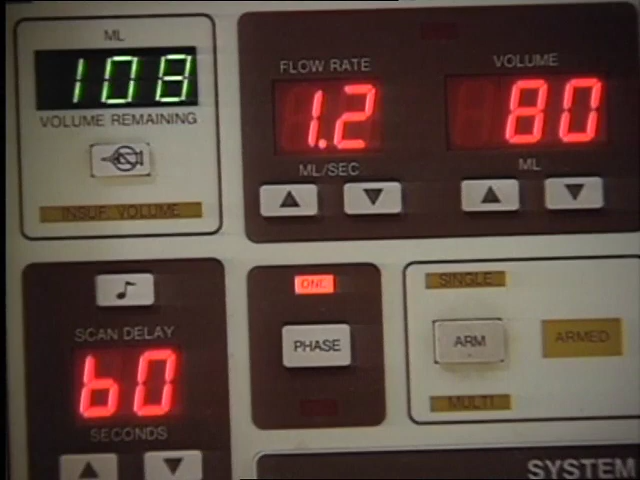 ML
108
VOLUME REMAINING
INSUF. VOLUME
FLOW RATE
1.2
ML/SEC
VOLUME
80
ML
SCAN DELAY
60
SECONDS
ONE
PHASE
SINGLE
ARM
ARMED
MULTI
SYSTEM